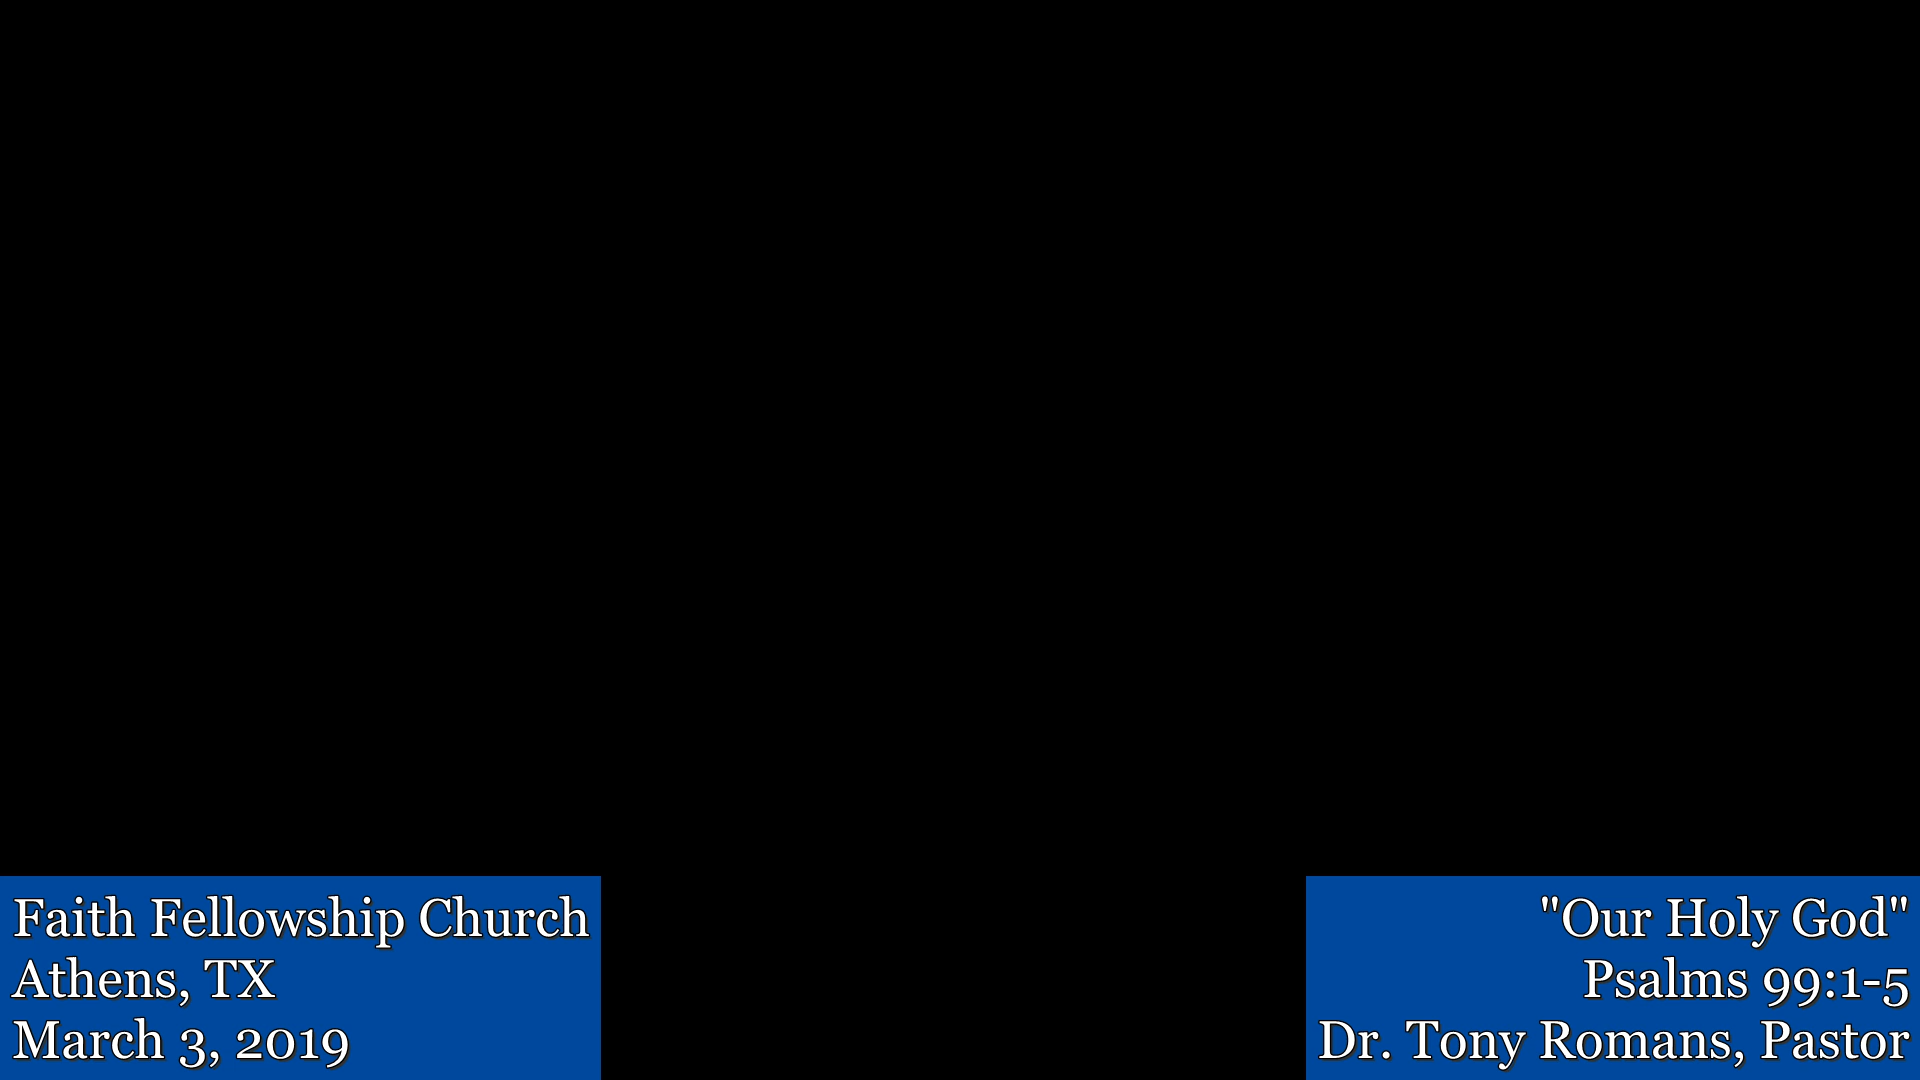 Faith Fellowship Church
Athens, TX
March 3, 2019
"Our Holy God"
Psalms 99:1-5
Dr. Tony Romans, Pastor